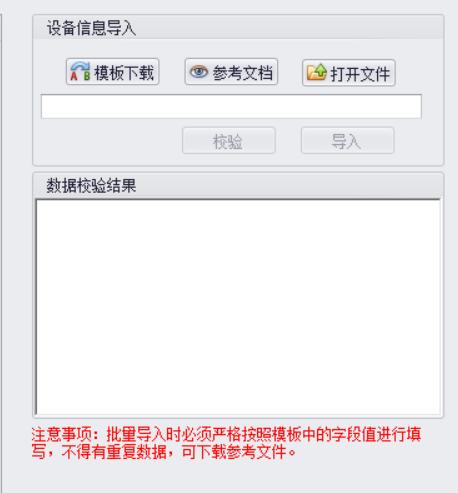 设备信息导入
模板下载 参考文档 打开文件
校验 导入
数据校验结果
注意事项：批量导入时必须严格按照模板中的字段值进行填
写，不得有重复数据，可下载参考文件。